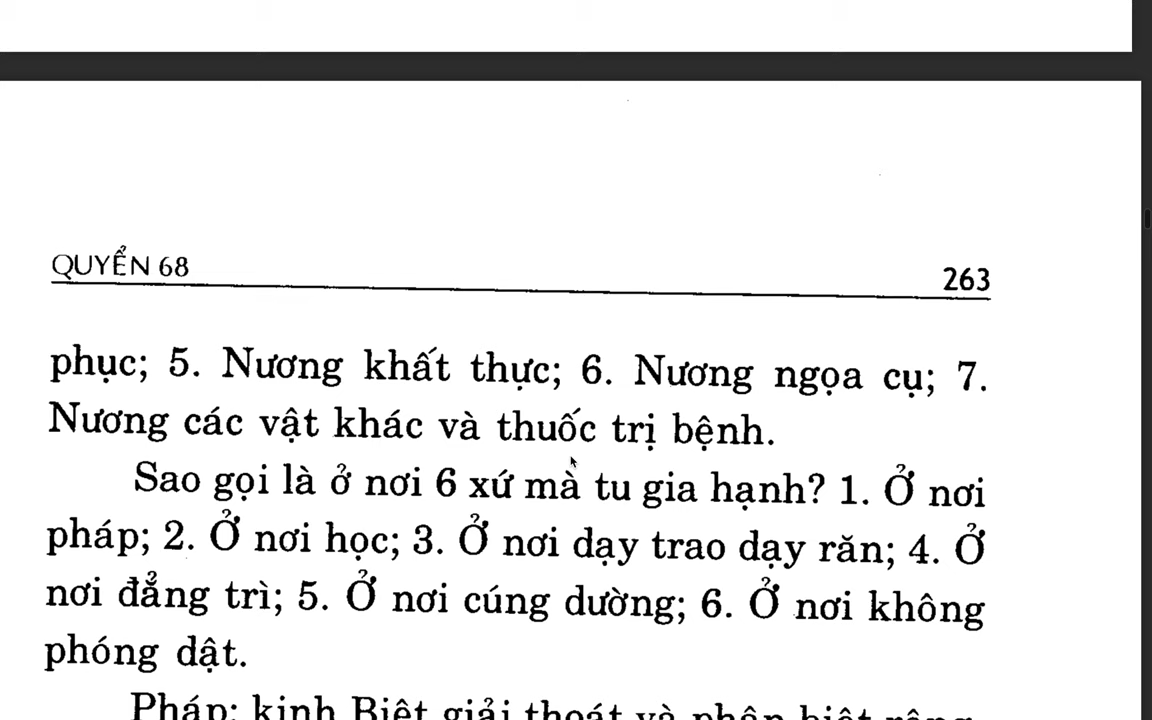 QUYỂN 68
263
phục; 5. Nương khất thực; 6. Nương ngọa cụ; 7.
Nương các vật khác và thuốc trị bệnh.
Sao gọi là ở nơi 6 xứ mà tu gia hạnh? 1. Ở nơi
pháp; 2. Ở nơi học; 3. Ở nơi dạy trao dạy răn; 4. Ở
nơi đẳng trì; 5. Ở nơi cúng dường; 6. Ở nơi không
phóng dật.
Pháp: kinh Biệt giải thoát và phân biệt rộng